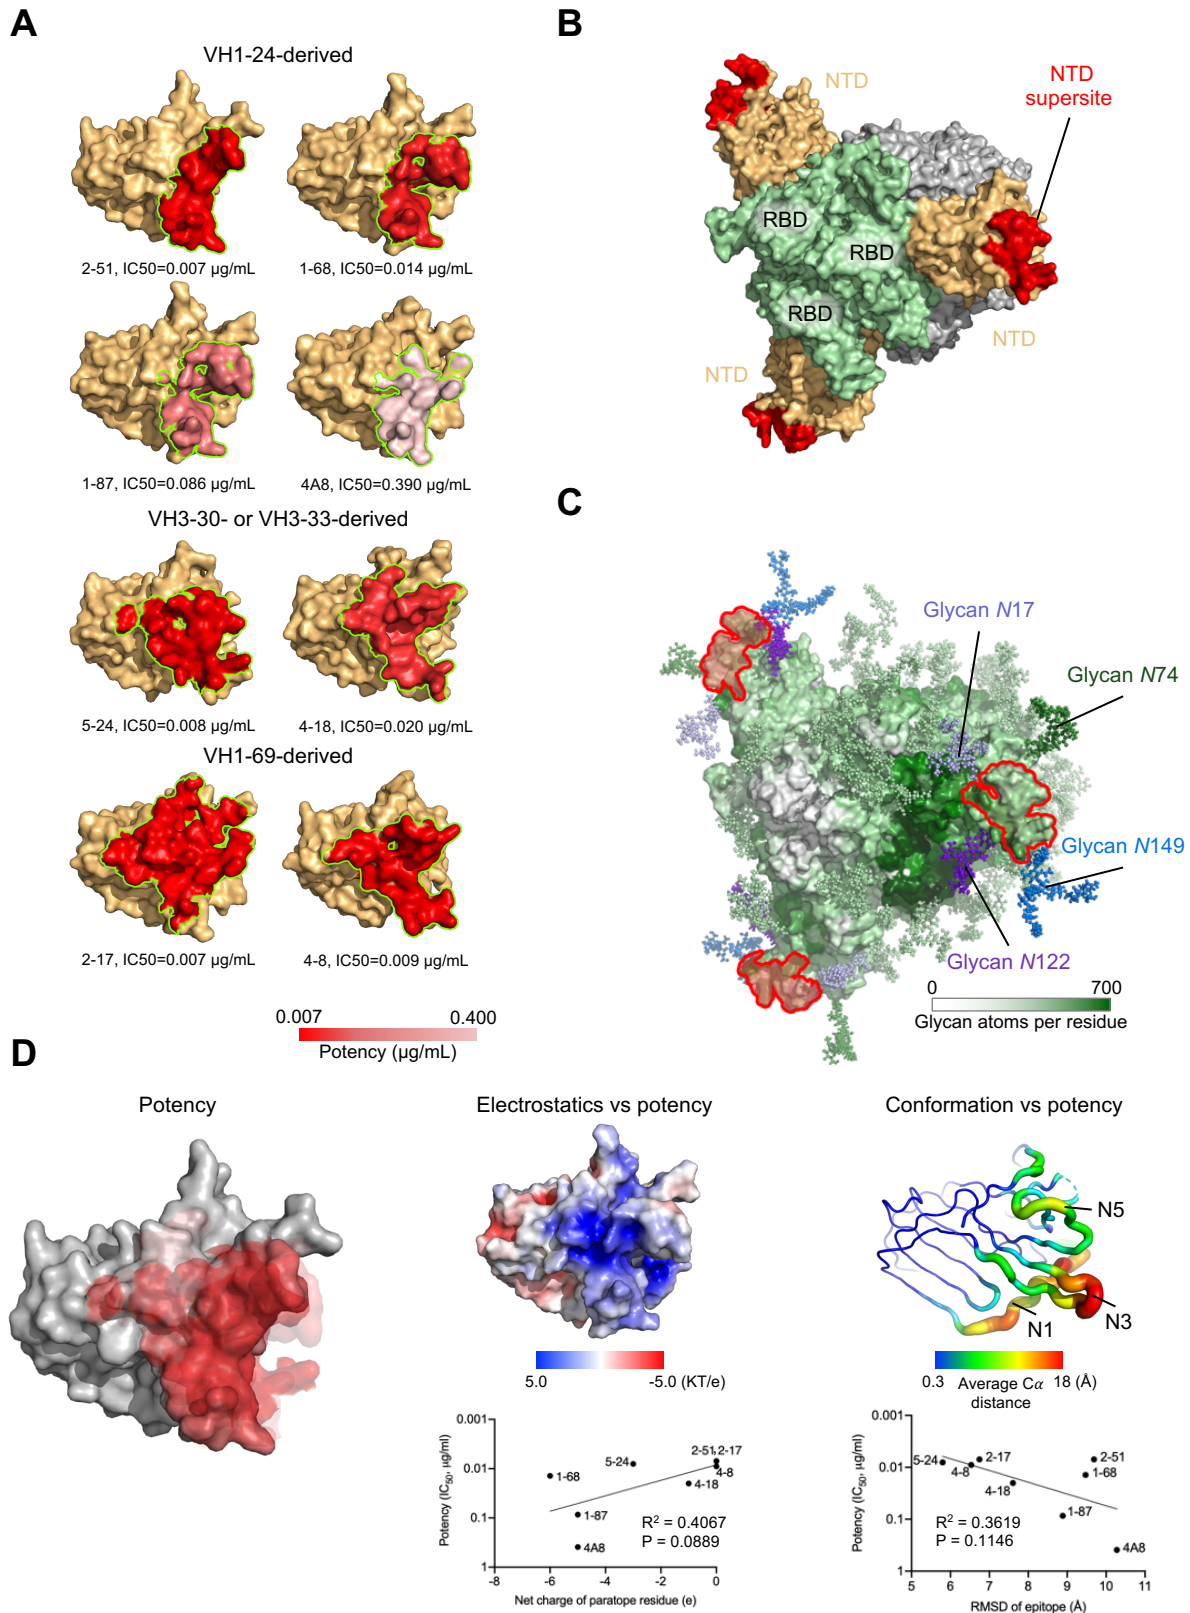 A
VH1-24-derived
2-51, IC50=0.007 µg/mL
1-68, IC50=0.014 µg/mL
1-87, IC50=0.086 µg/mL
4A8, IC50=0.390 µg/mL
VH3-30- or VH3-33-derived
5-24, IC50=0.008 µg/mL
4-18, IC50=0.020 µg/mL
VH1-69-derived
2-17, IC50=0.007 µg/mL
4-8, IC50=0.009 µg/mL
0.007 0.400
Potency (µg/mL)
B
NTD
NTD
supersite
RBD
RBD
RBD
NTD
NTD
C
Glycan N17
Glycan N74
Glycan N149
Glycan N122
0 700
Glycan atoms per residue
D
Potency
Electrostatics vs potency
5.0 -5.0 (KT/e)
0.001
0.01
0.1
1
Potency (IC50, µg/ml)
2-51 2-17
5-24
4-8
1-68
4-18
1-87
4A8
R² = 0.4067
P = 0.0889
-8 -6 -4 -2 0
Net charge of paratope residue (e)
Conformation vs potency
N5
N1
N3
0.3 Average Cα 18 (Å)
distance
0.001
0.01
0.1
1
Potency (IC50, µg/ml)
5-24
2-17
2-51
4-8
1-68
4-18
1-87
4A8
R² = 0.3619
P = 0.1146
5 6 7 8 9 10 11
RMSD of epitope (Å)